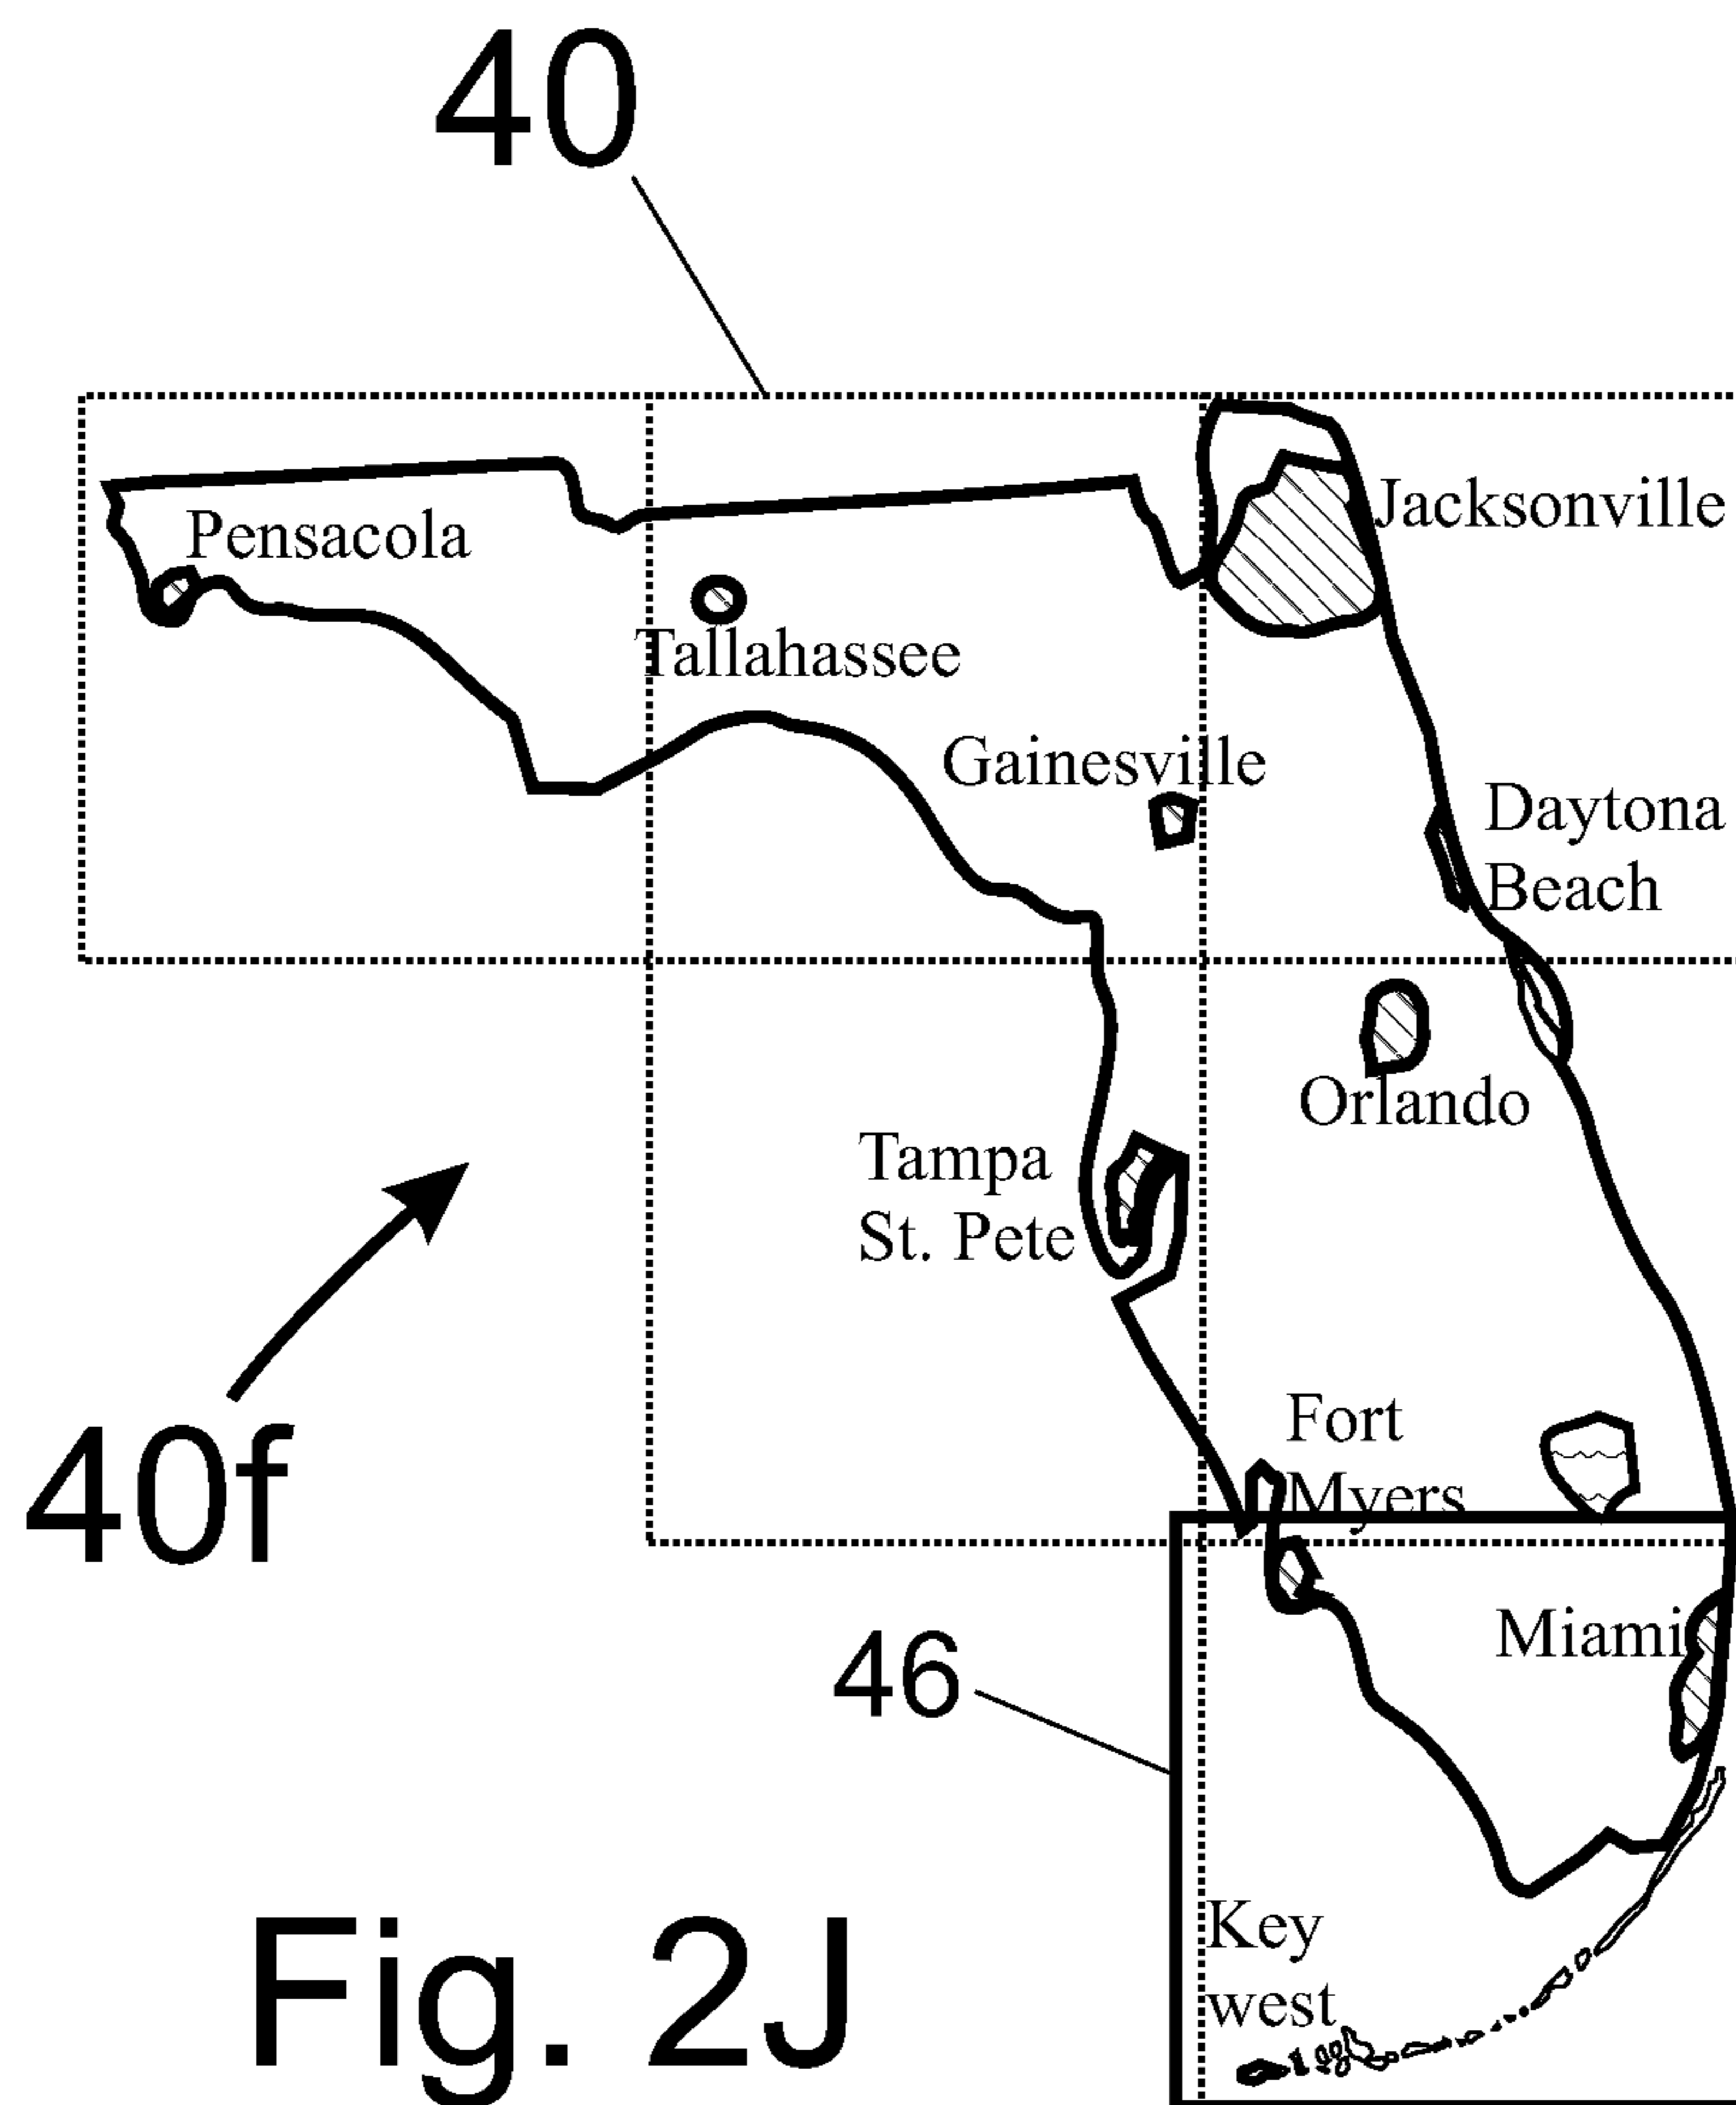 40
Pensacola
Jacksonville
Tallahassee
Gainesville
Daytona
Beach
Orlando
Tampa
St. Pete
40f
Fort
Myers
46
Miami
Key
west
Fig. 2J